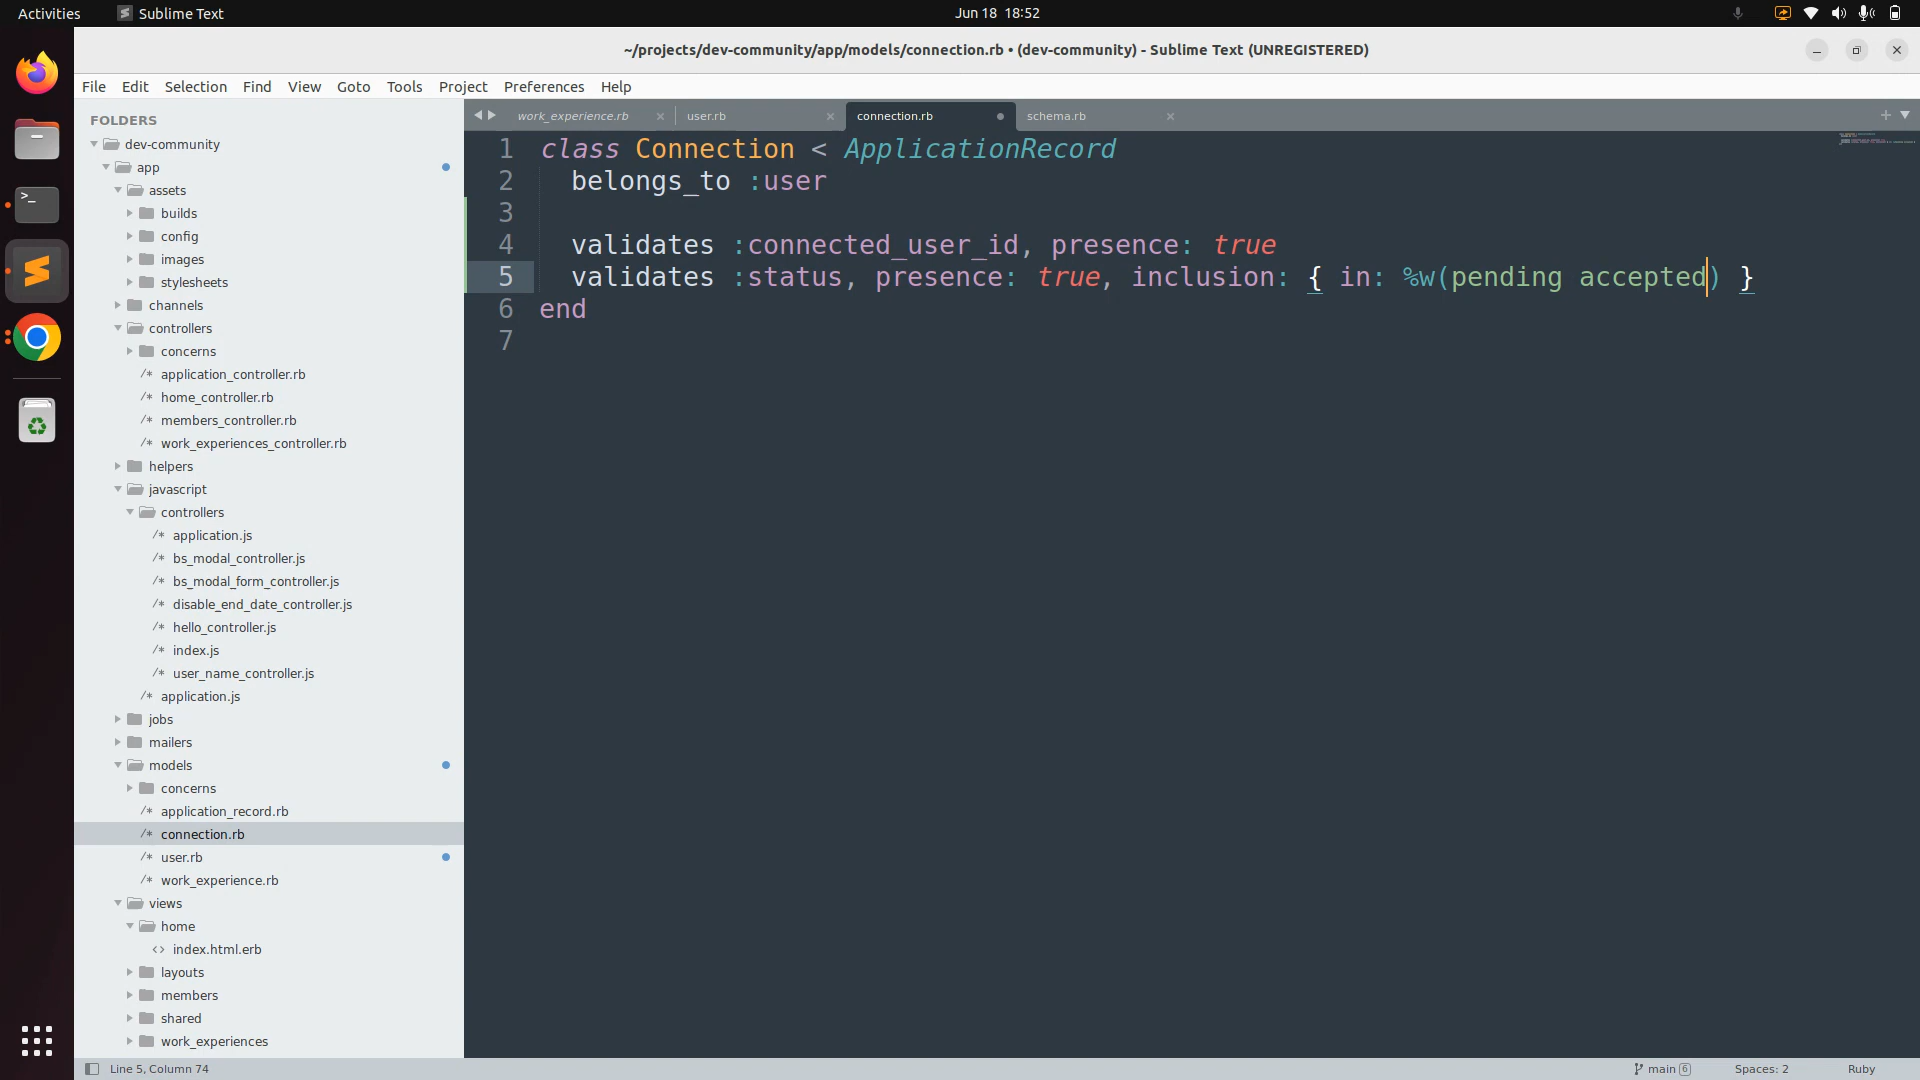 Activities
Sublime Text
Jun 18 18:52
~/projects/dev-community/app/models/connection.rb • (dev-community) - Sublime Text (UNREGISTERED)
File Edit Selection Find View Goto Tools Project Preferences Help
FOLDERS
dev-community
app
assets
builds
config
images
stylesheets
channels
controllers
concerns
application_controller.rb
home_controller.rb
members_controller.rb
work_experiences_controller.rb
helpers
javascript
controllers
application.js
bs_modal_controller.js
bs_modal_form_controller.js
disable_end_date_controller.js
hello_controller.js
index.js
user_name_controller.js
application.js
jobs
mailers
models
concerns
application_record.rb
connection.rb
user.rb
work_experience.rb
views
home
index.html.erb
layouts
members
shared
work_experiences
work_experience.rb user.rb connection.rb schema.rb
1 class Connection < ApplicationRecord
2 belongs_to :user
3
4 validates :connected_user_id, presence: true
5 validates :status, presence: true, inclusion: { in: %w(pending accepted) }
6 end
7
Line 5, Column 74
main 6
Spaces: 2
Ruby